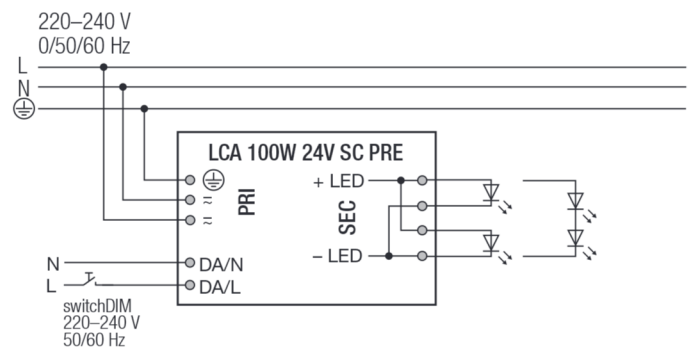 220–240 V
0/50/60 Hz
L
N
LCA 100W 24V SC PRE
PRI
≂
≂
SEC
+ LED
– LED
N
DA/N
L
DA/L
switchDIM
220–240 V
50/60 Hz